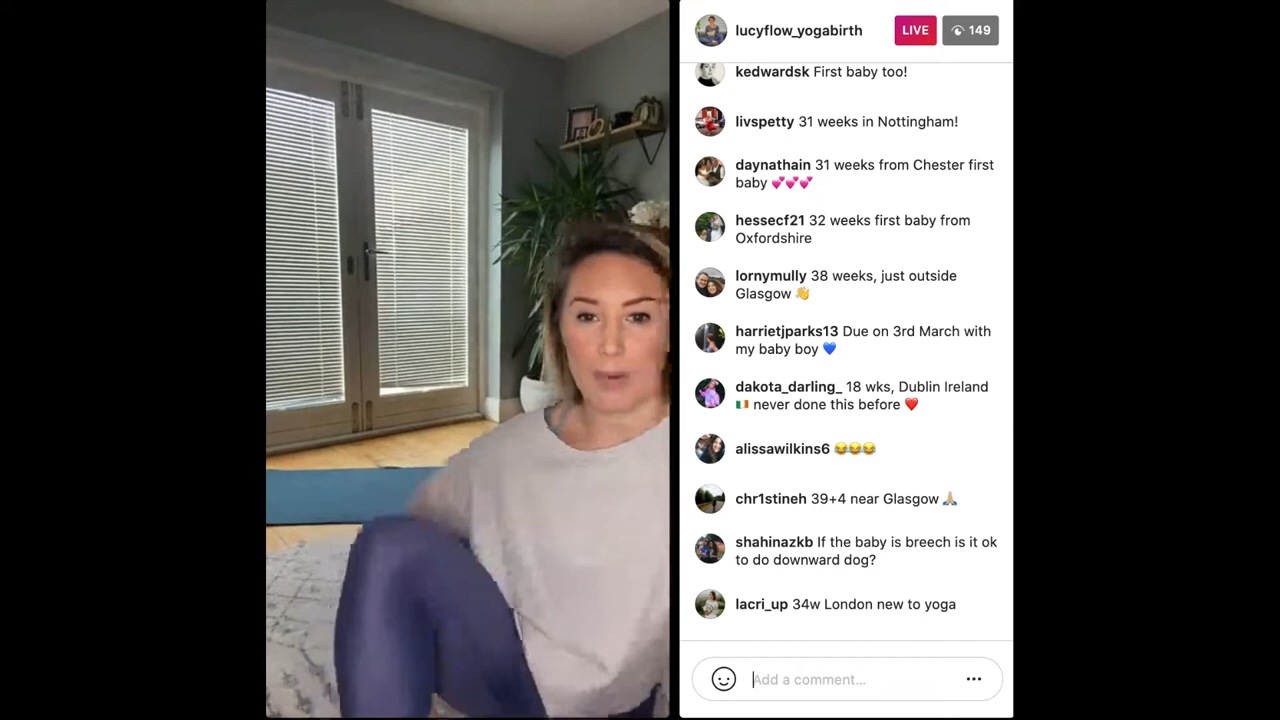 lucyflow_yogabirth LIVE 149
kedwardsk First baby too!
livspetty 31 weeks in Nottingham!
daynathain 31 weeks from Chester first
baby 💞💞💞
hessecf21 32 weeks first baby from
Oxfordshire
lornymully 38 weeks, just outside
Glasgow 👋
harrietjparks13 Due on 3rd March with
my baby boy 💙
dakota_darling_ 18 wks, Dublin Ireland
🇮🇪 never done this before ❤️
alissawilkins6 😂😂😂
chr1stineh 39+4 near Glasgow 🙏🏼
shahinazkb If the baby is breech is it ok
to do downward dog?
lacri_up 34w London new to yoga
Add a comment...